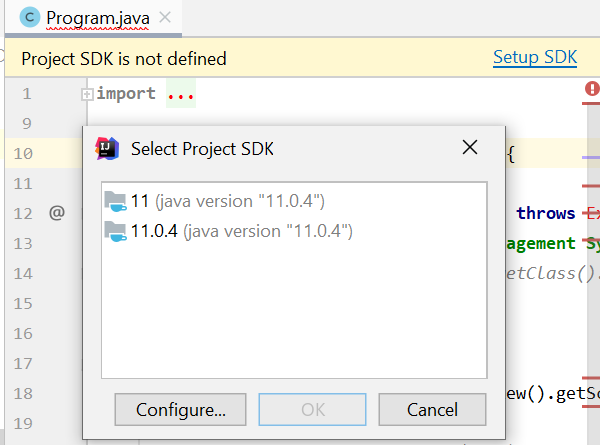 C Program.java
Project SDK is not defined Setup SDK
1 import ...
9
IJ Select Project SDK
10 {
11 (java version "11.0.4")
11
11.0.4 (java version "11.0.4")
12 @ throws Ex
13 agement Sy
14 etClass().
15
16
17
18 ew().getSc
Configure... OK Cancel
19